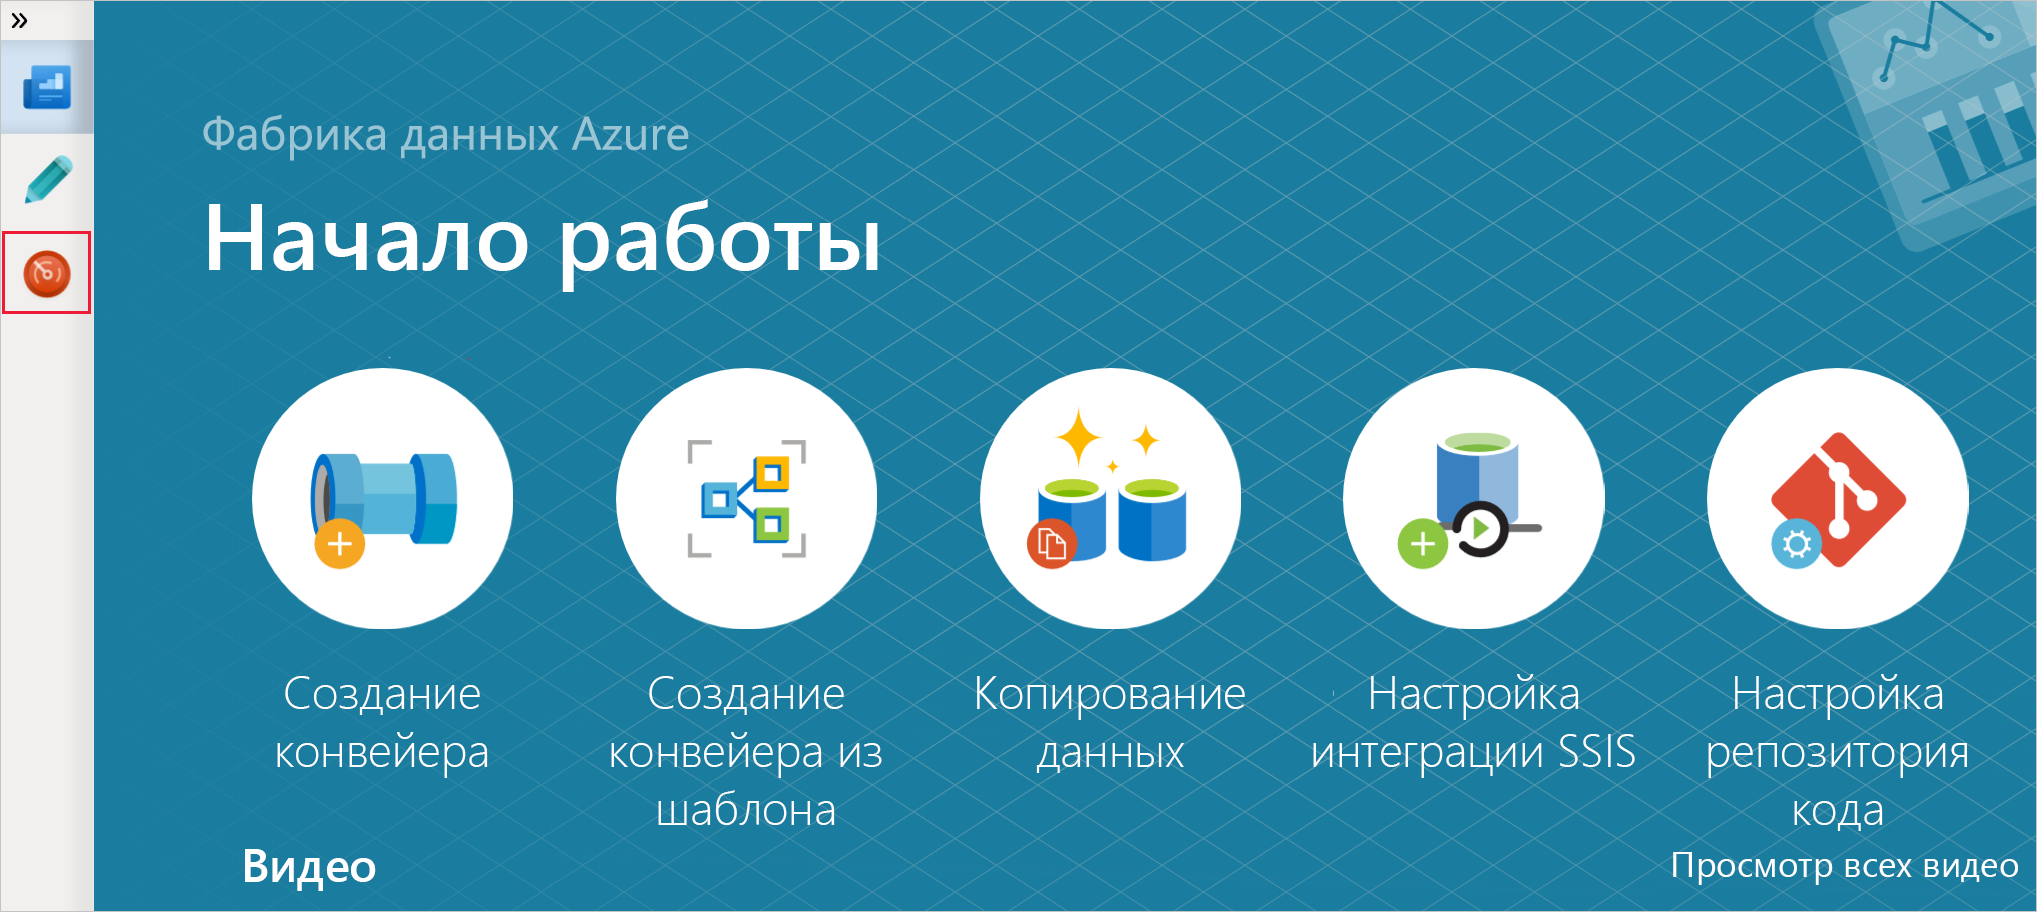 Фабрика данных Azure
Начало работы
Создание
конвейера
Создание
конвейера из
шаблона
Копирование
данных
Настройка
интеграции SSIS
Настройка
репозитория
кода
Видео
Просмотр всех видео